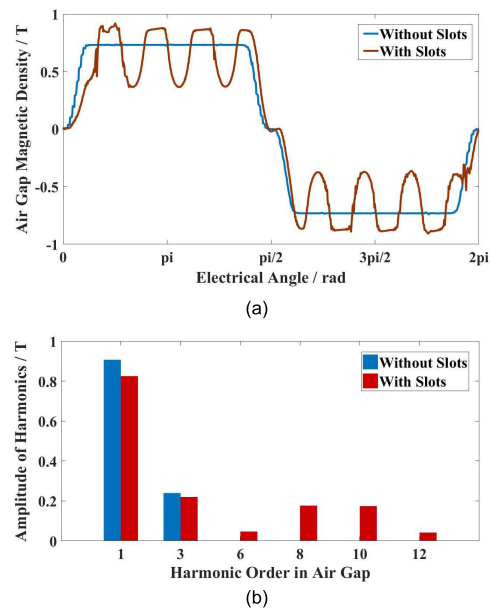 (a)
Air Gap Magnetic Density / T
1
0.5
0
-0.5
-1
Without Slots
With Slots
0 pi pi/2 3pi/2 2pi
Electrical Angle / rad
(a)
Amplitude of Harmonics / T
1
0.8
0.6
0.4
0.2
0
Without Slots
With Slots
1 3 6 8 10 12
Harmonic Order in Air Gap
(b)